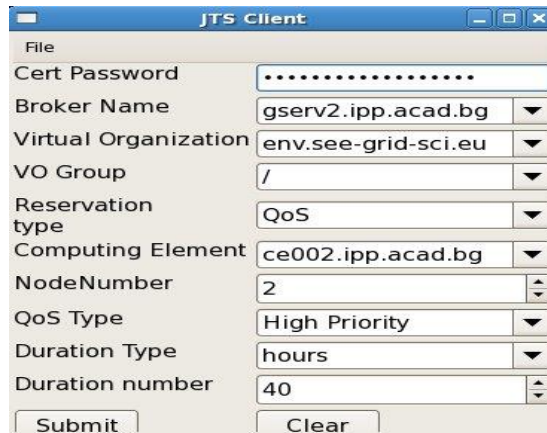 JTS Client
File
Cert Password ••••••••••••••••••
Broker Name gserv2.ipp.acad.bg
Virtual Organization env.see-grid-sci.eu
VO Group /
Reservation
type QoS
Computing Element ce002.ipp.acad.bg
NodeNumber 2
QoS Type High Priority
Duration Type hours
Duration number 40
Submit Clear